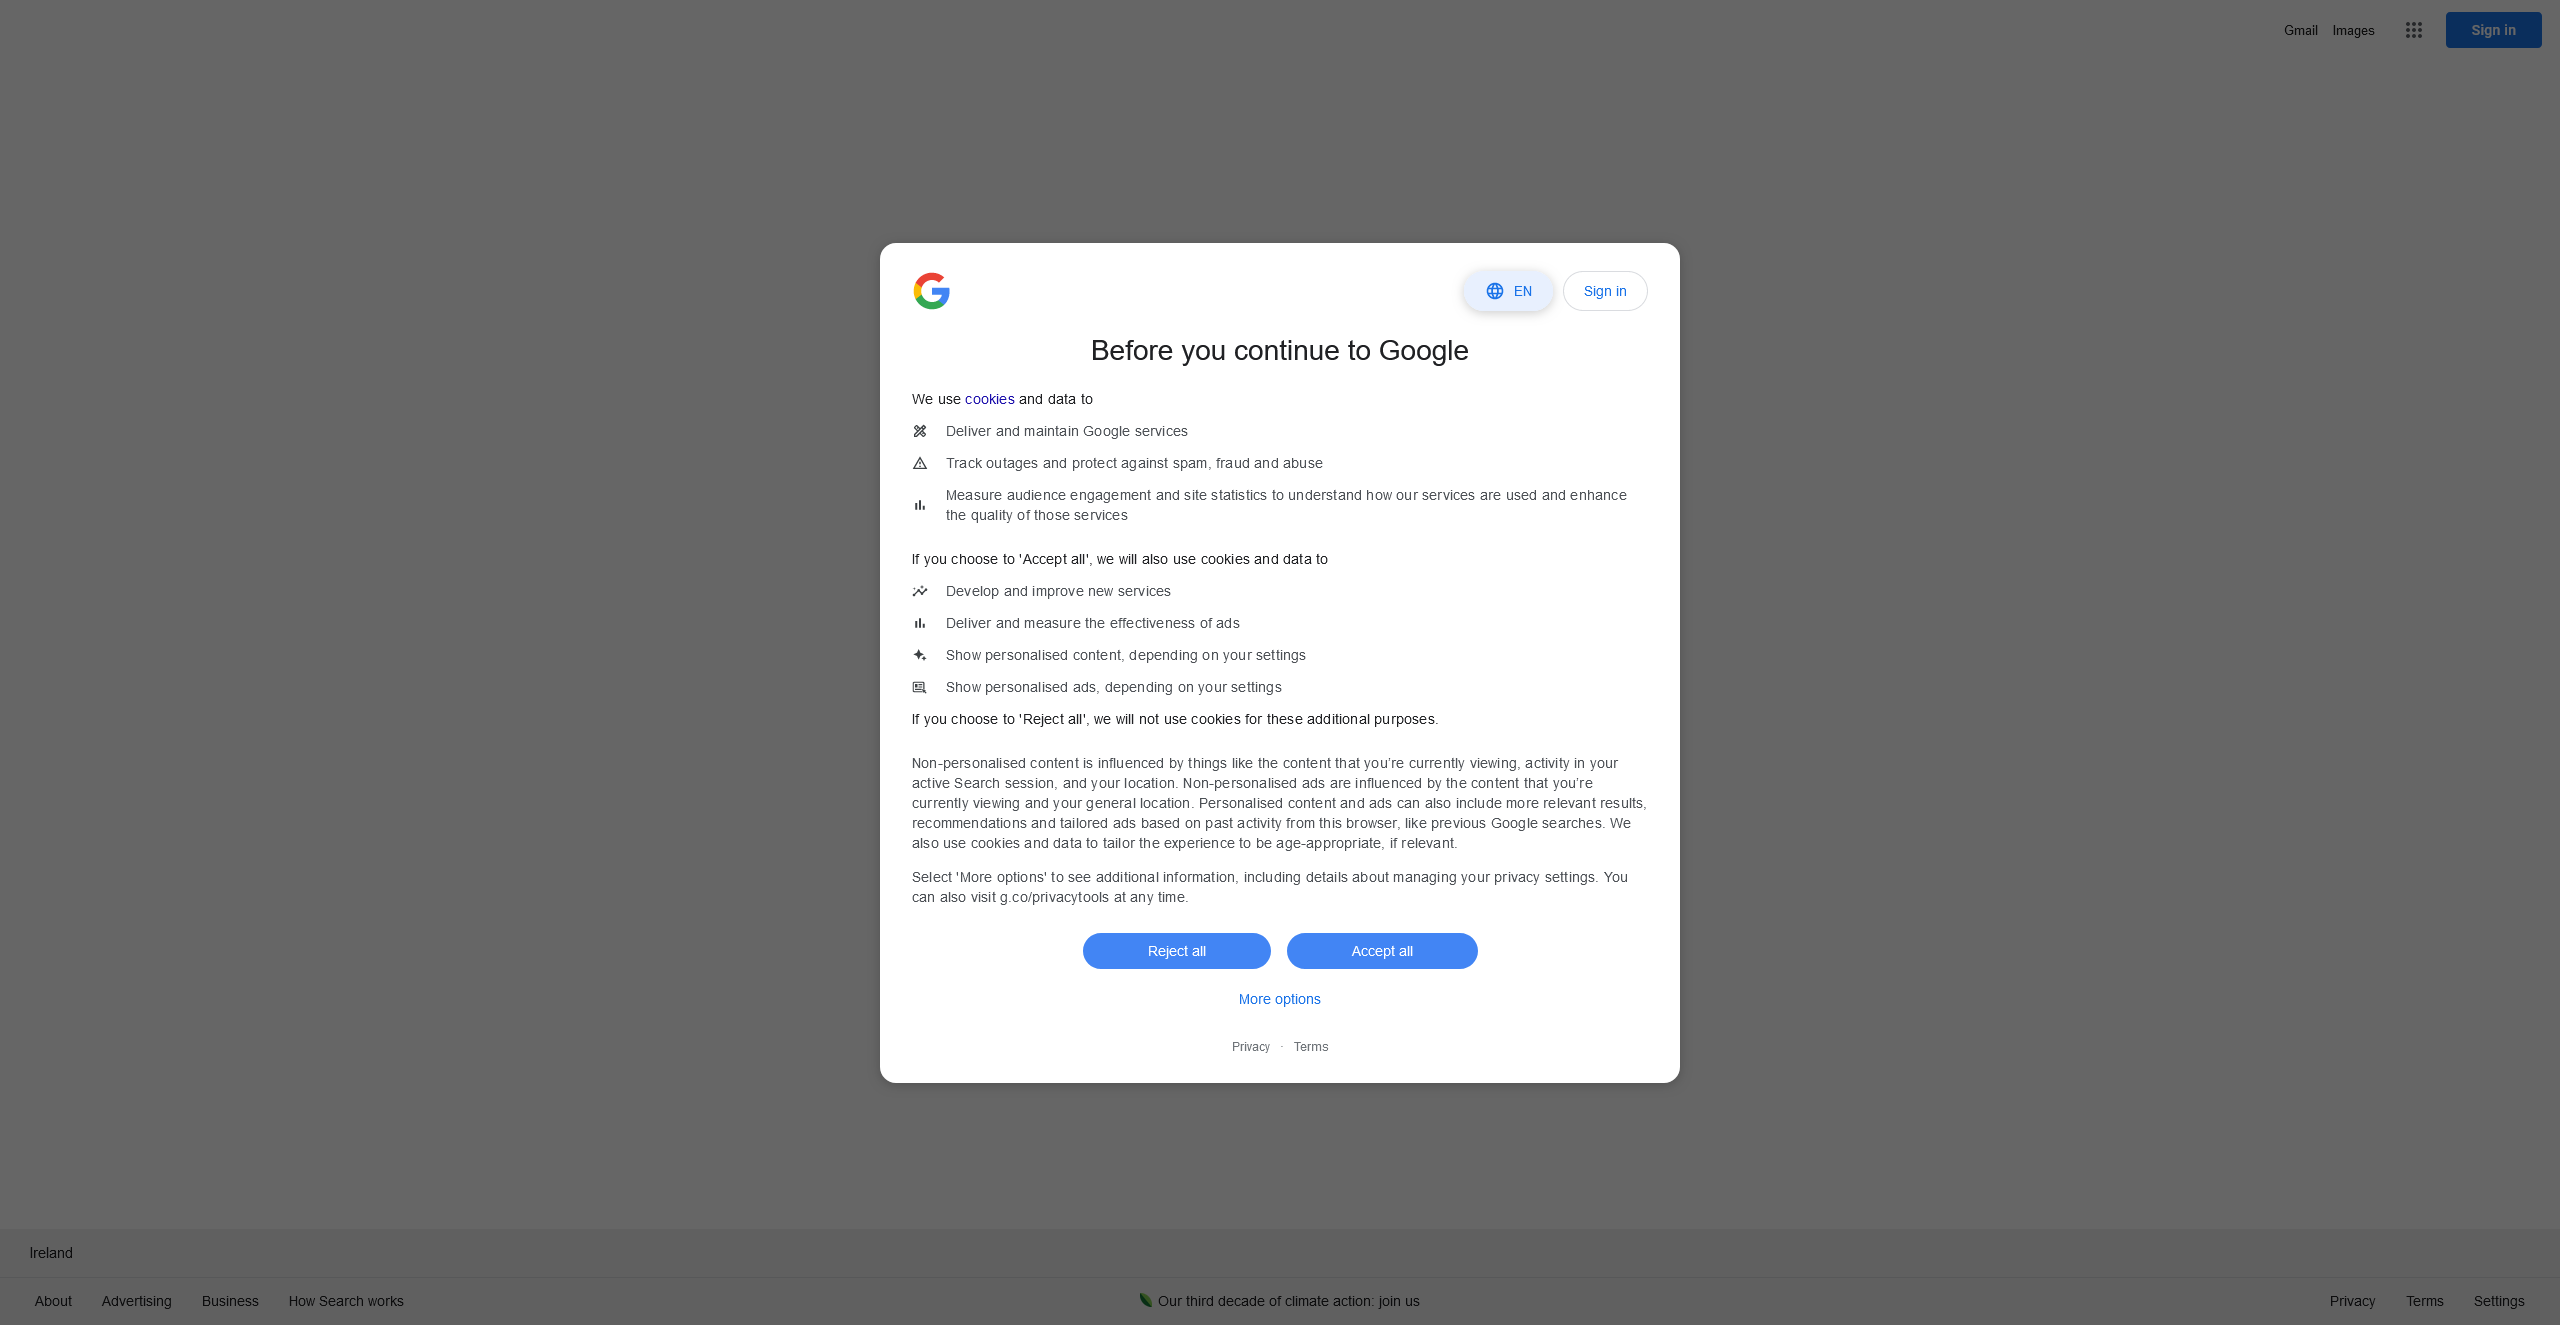 Gmail Images Sign in
EN Sign in
Before you continue to Google
We use cookies and data to
Deliver and maintain Google services
Track outages and protect against spam, fraud and abuse
Measure audience engagement and site statistics to understand how our services are used and enhance
the quality of those services
If you choose to 'Accept all', we will also use cookies and data to
Develop and improve new services
Deliver and measure the effectiveness of ads
Show personalised content, depending on your settings
Show personalised ads, depending on your settings
If you choose to 'Reject all', we will not use cookies for these additional purposes.
Non-personalised content is influenced by things like the content that you’re currently viewing, activity in your
active Search session, and your location. Non-personalised ads are influenced by the content that you’re
currently viewing and your general location. Personalised content and ads can also include more relevant results,
recommendations and tailored ads based on past activity from this browser, like previous Google searches. We
also use cookies and data to tailor the experience to be age-appropriate, if relevant.
Select 'More options' to see additional information, including details about managing your privacy settings. You
can also visit g.co/privacytools at any time.
Reject all Accept all
More options
Privacy · Terms
Ireland
About Advertising Business How Search works Our third decade of climate action: join us Privacy Terms Settings